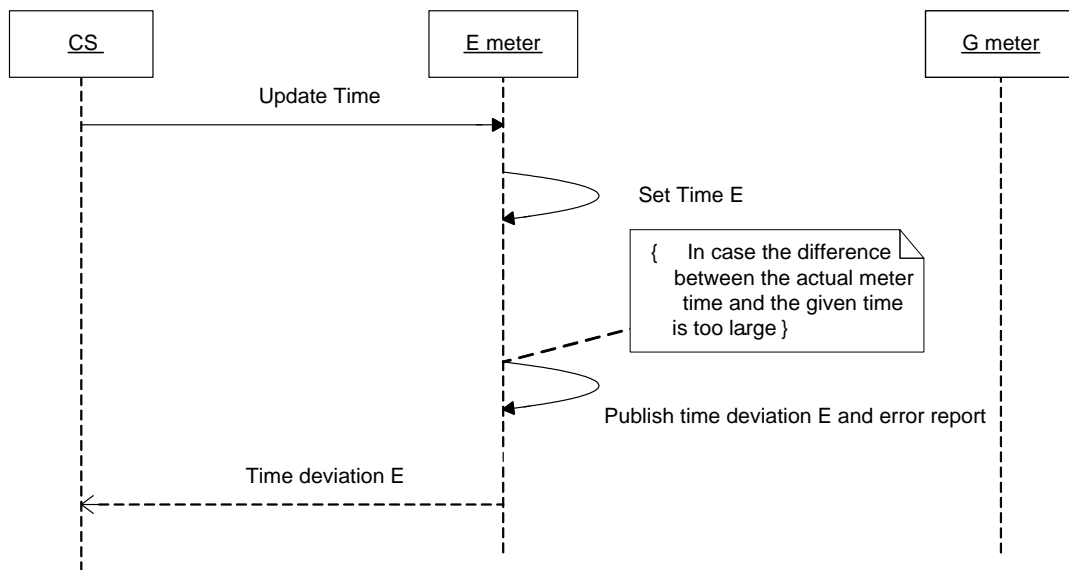 CS
E meter
G meter
Update Time
Set Time E
{ In case the difference
between the actual meter
time and the given time
is too large }
Publish time deviation E and error report
Time deviation E